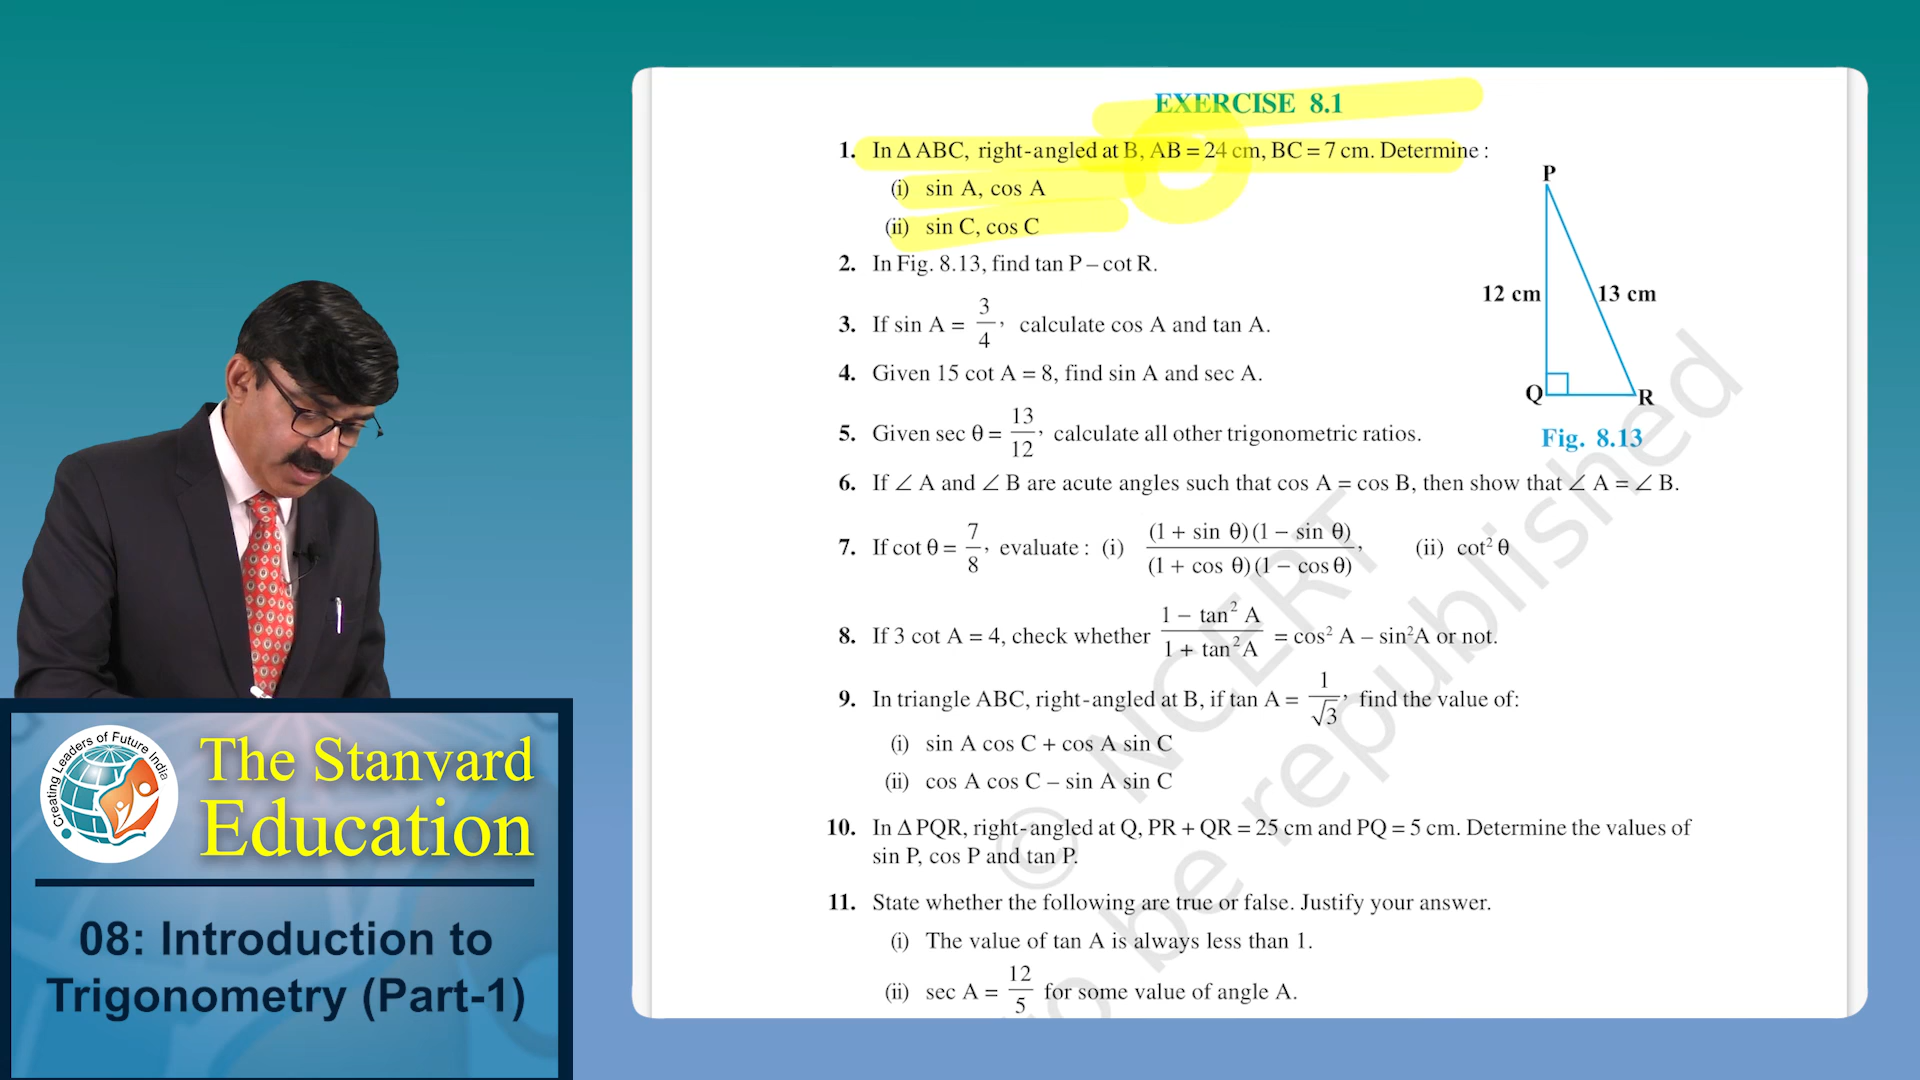 EXERCISE 8.1
1. In Δ ABC, right-angled at B, AB = 24 cm, BC = 7 cm. Determine :
(i) sin A, cos A
(ii) sin C, cos C
2. In Fig. 8.13, find tan P – cot R.
3. If sin A = 3/4, calculate cos A and tan A.
4. Given 15 cot A = 8, find sin A and sec A.
5. Given sec θ = 13/12, calculate all other trigonometric ratios.
6. If ∠ A and ∠ B are acute angles such that cos A = cos B, then show that ∠ A = ∠ B.
7. If cot θ = 7/8, evaluate : (i) (1 + sin θ)(1 – sin θ)/(1 + cos θ)(1 – cos θ), (ii) cot² θ
8. If 3 cot A = 4, check whether (1 – tan² A)/(1 + tan² A) = cos² A – sin²A or not.
9. In triangle ABC, right-angled at B, if tan A = 1/√3, find the value of:
(i) sin A cos C + cos A sin C
(ii) cos A cos C – sin A sin C
10. In Δ PQR, right-angled at Q, PR + QR = 25 cm and PQ = 5 cm. Determine the values of
sin P, cos P and tan P.
11. State whether the following are true or false. Justify your answer.
(i) The value of tan A is always less than 1.
(ii) sec A = 12/5 for some value of angle A.
P
12 cm
13 cm
Q
R
Fig. 8.13
© NCERT
to be republished
Creating Leaders of Future India
The Stanvard
Education
08: Introduction to
Trigonometry (Part-1)